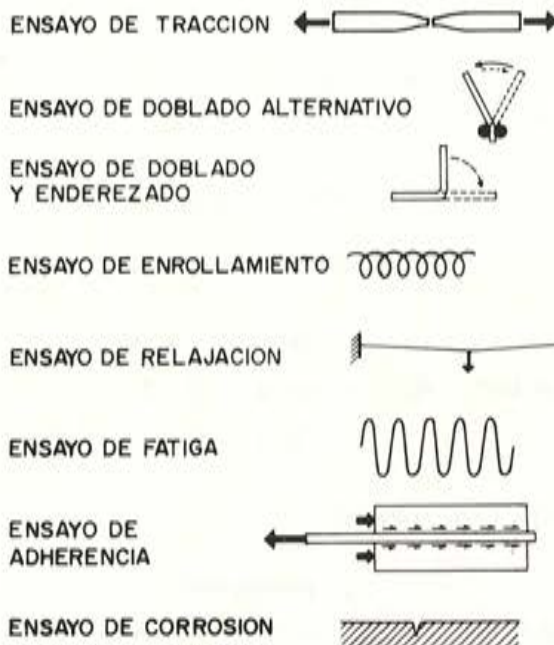 ENSAYO DE TRACCION
ENSAYO DE DOBLADO ALTERNATIVO
ENSAYO DE DOBLADO
Y ENDEREZADO
ENSAYO DE ENROLLAMIENTO
ENSAYO DE RELAJACION
ENSAYO DE FATIGA
ENSAYO DE
ADHERENCIA
ENSAYO DE CORROSION